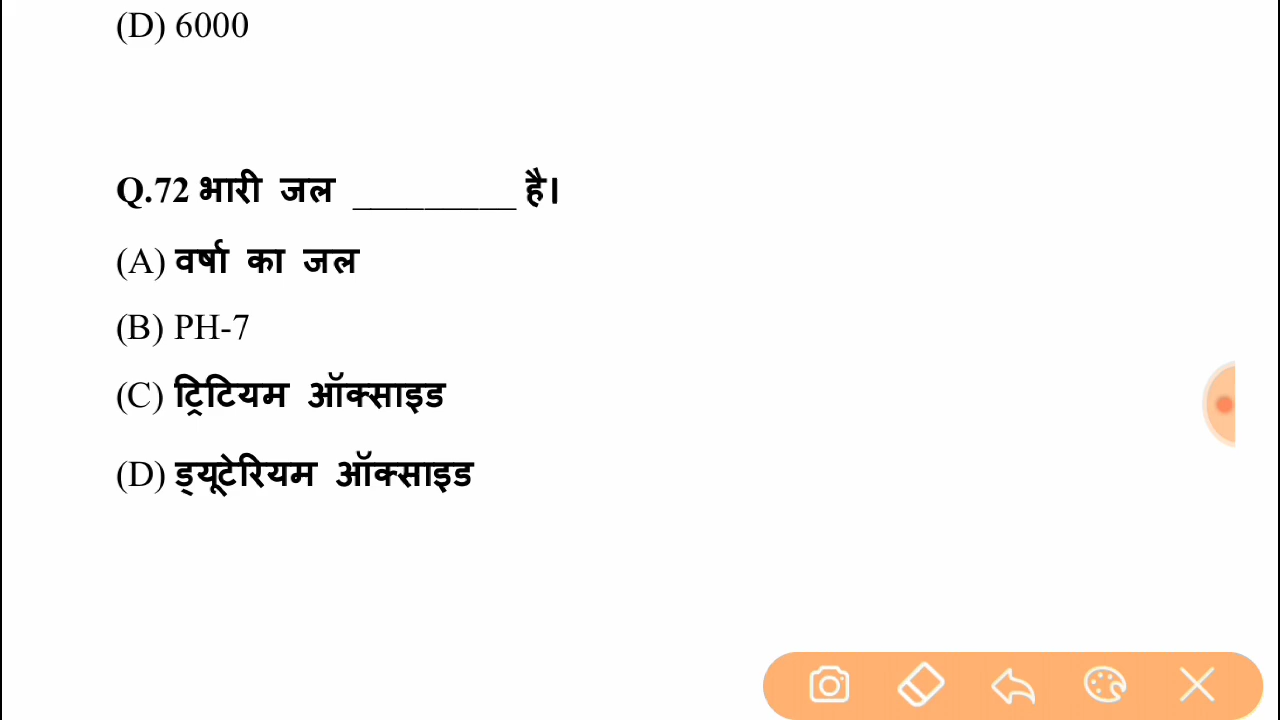 (D) 6000
Q.72 भारी जल _________ है।
(A) वर्षा का जल
(B) PH-7
(C) ट्रिटियम ऑक्साइड
(D) ड्यूटेरियम ऑक्साइड